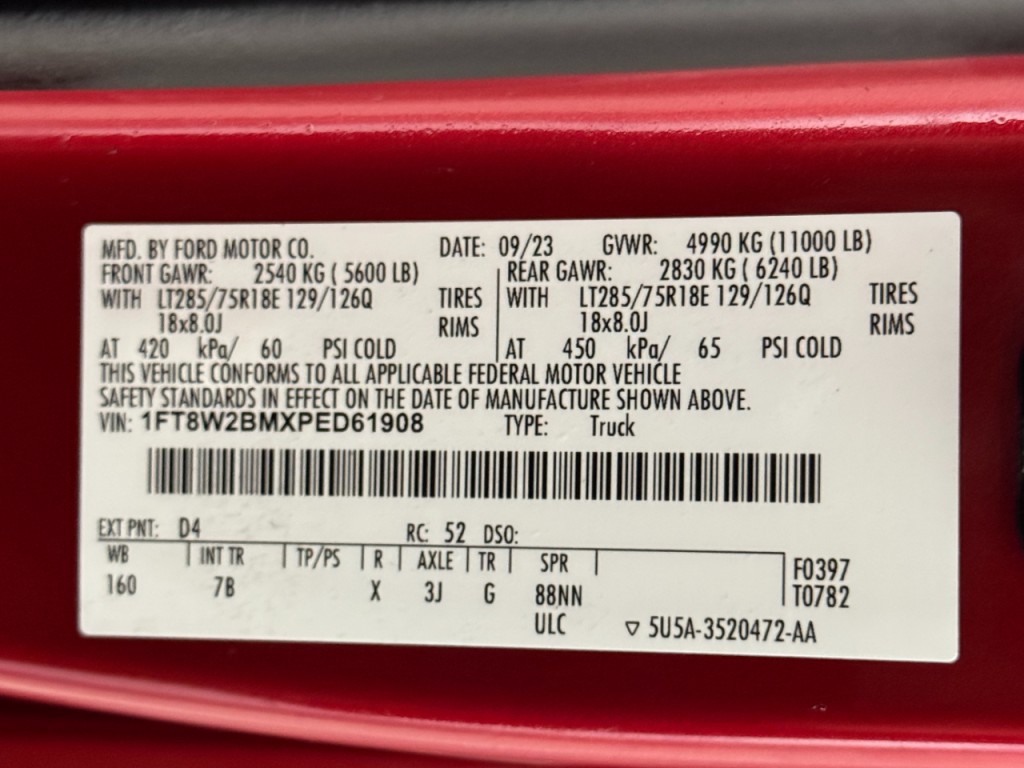 MFD. BY FORD MOTOR CO. DATE: 09/23 GVWR: 4990 KG (11000 LB)
FRONT GAWR: 2540 KG ( 5600 LB) REAR GAWR: 2830 KG ( 6240 LB)
WITH LT285/75R18E 129/126Q TIRES WITH LT285/75R18E 129/126Q TIRES
18x8.0J RIMS 18x8.0J RIMS
AT 420 kPa/ 60 PSI COLD AT 450 kPa/ 65 PSI COLD
THIS VEHICLE CONFORMS TO ALL APPLICABLE FEDERAL MOTOR VEHICLE
SAFETY STANDARDS IN EFFECT ON THE DATE OF MANUFACTURE SHOWN ABOVE.
VIN: 1FT8W2BMXPED61908 TYPE: Truck
EXT PNT: D4 RC: 52 DSO:
WB INT TR TP/PS R AXLE TR SPR F0397
160 7B X 3J G 88NN T0782
ULC ▽ 5U5A-3520472-AA